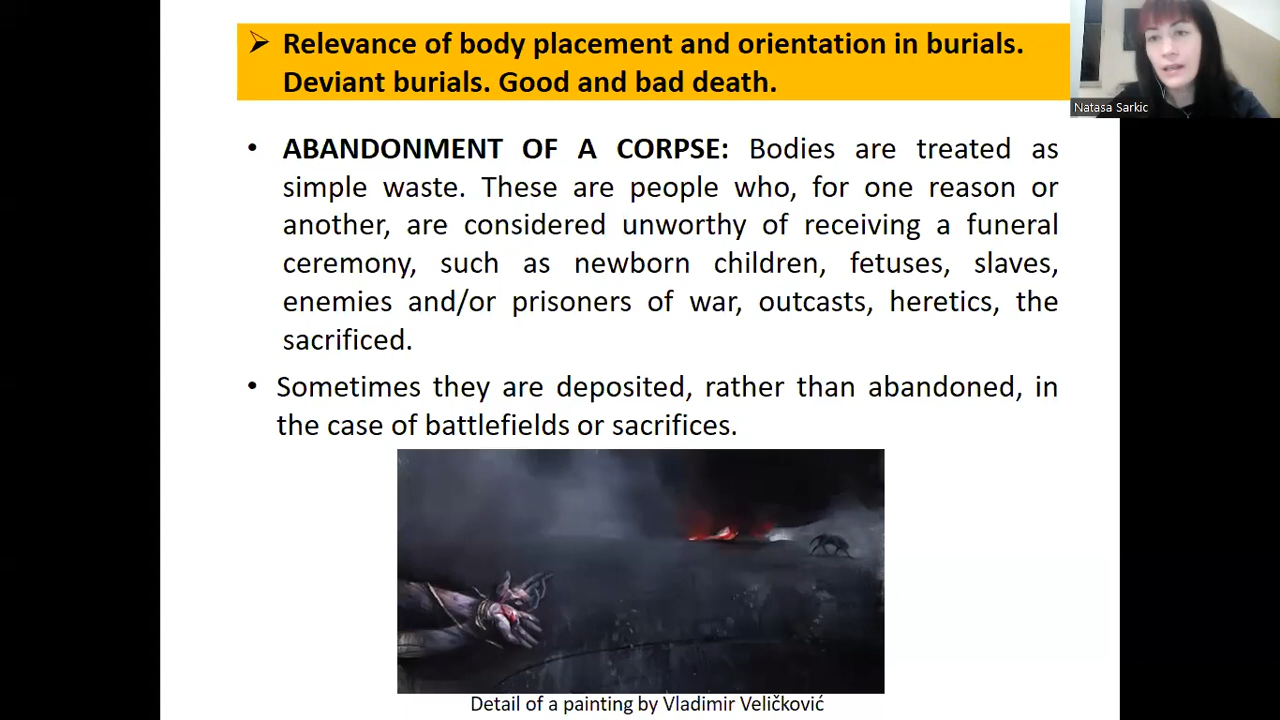 Relevance of body placement and orientation in burials.
Deviant burials. Good and bad death.
Natasa Sarkic
• ABANDONMENT OF A CORPSE: Bodies are treated as
simple waste. These are people who, for one reason or
another, are considered unworthy of receiving a funeral
ceremony, such as newborn children, fetuses, slaves,
enemies and/or prisoners of war, outcasts, heretics, the
sacrificed.
• Sometimes they are deposited, rather than abandoned, in
the case of battlefields or sacrifices.
Detail of a painting by Vladimir Veličković